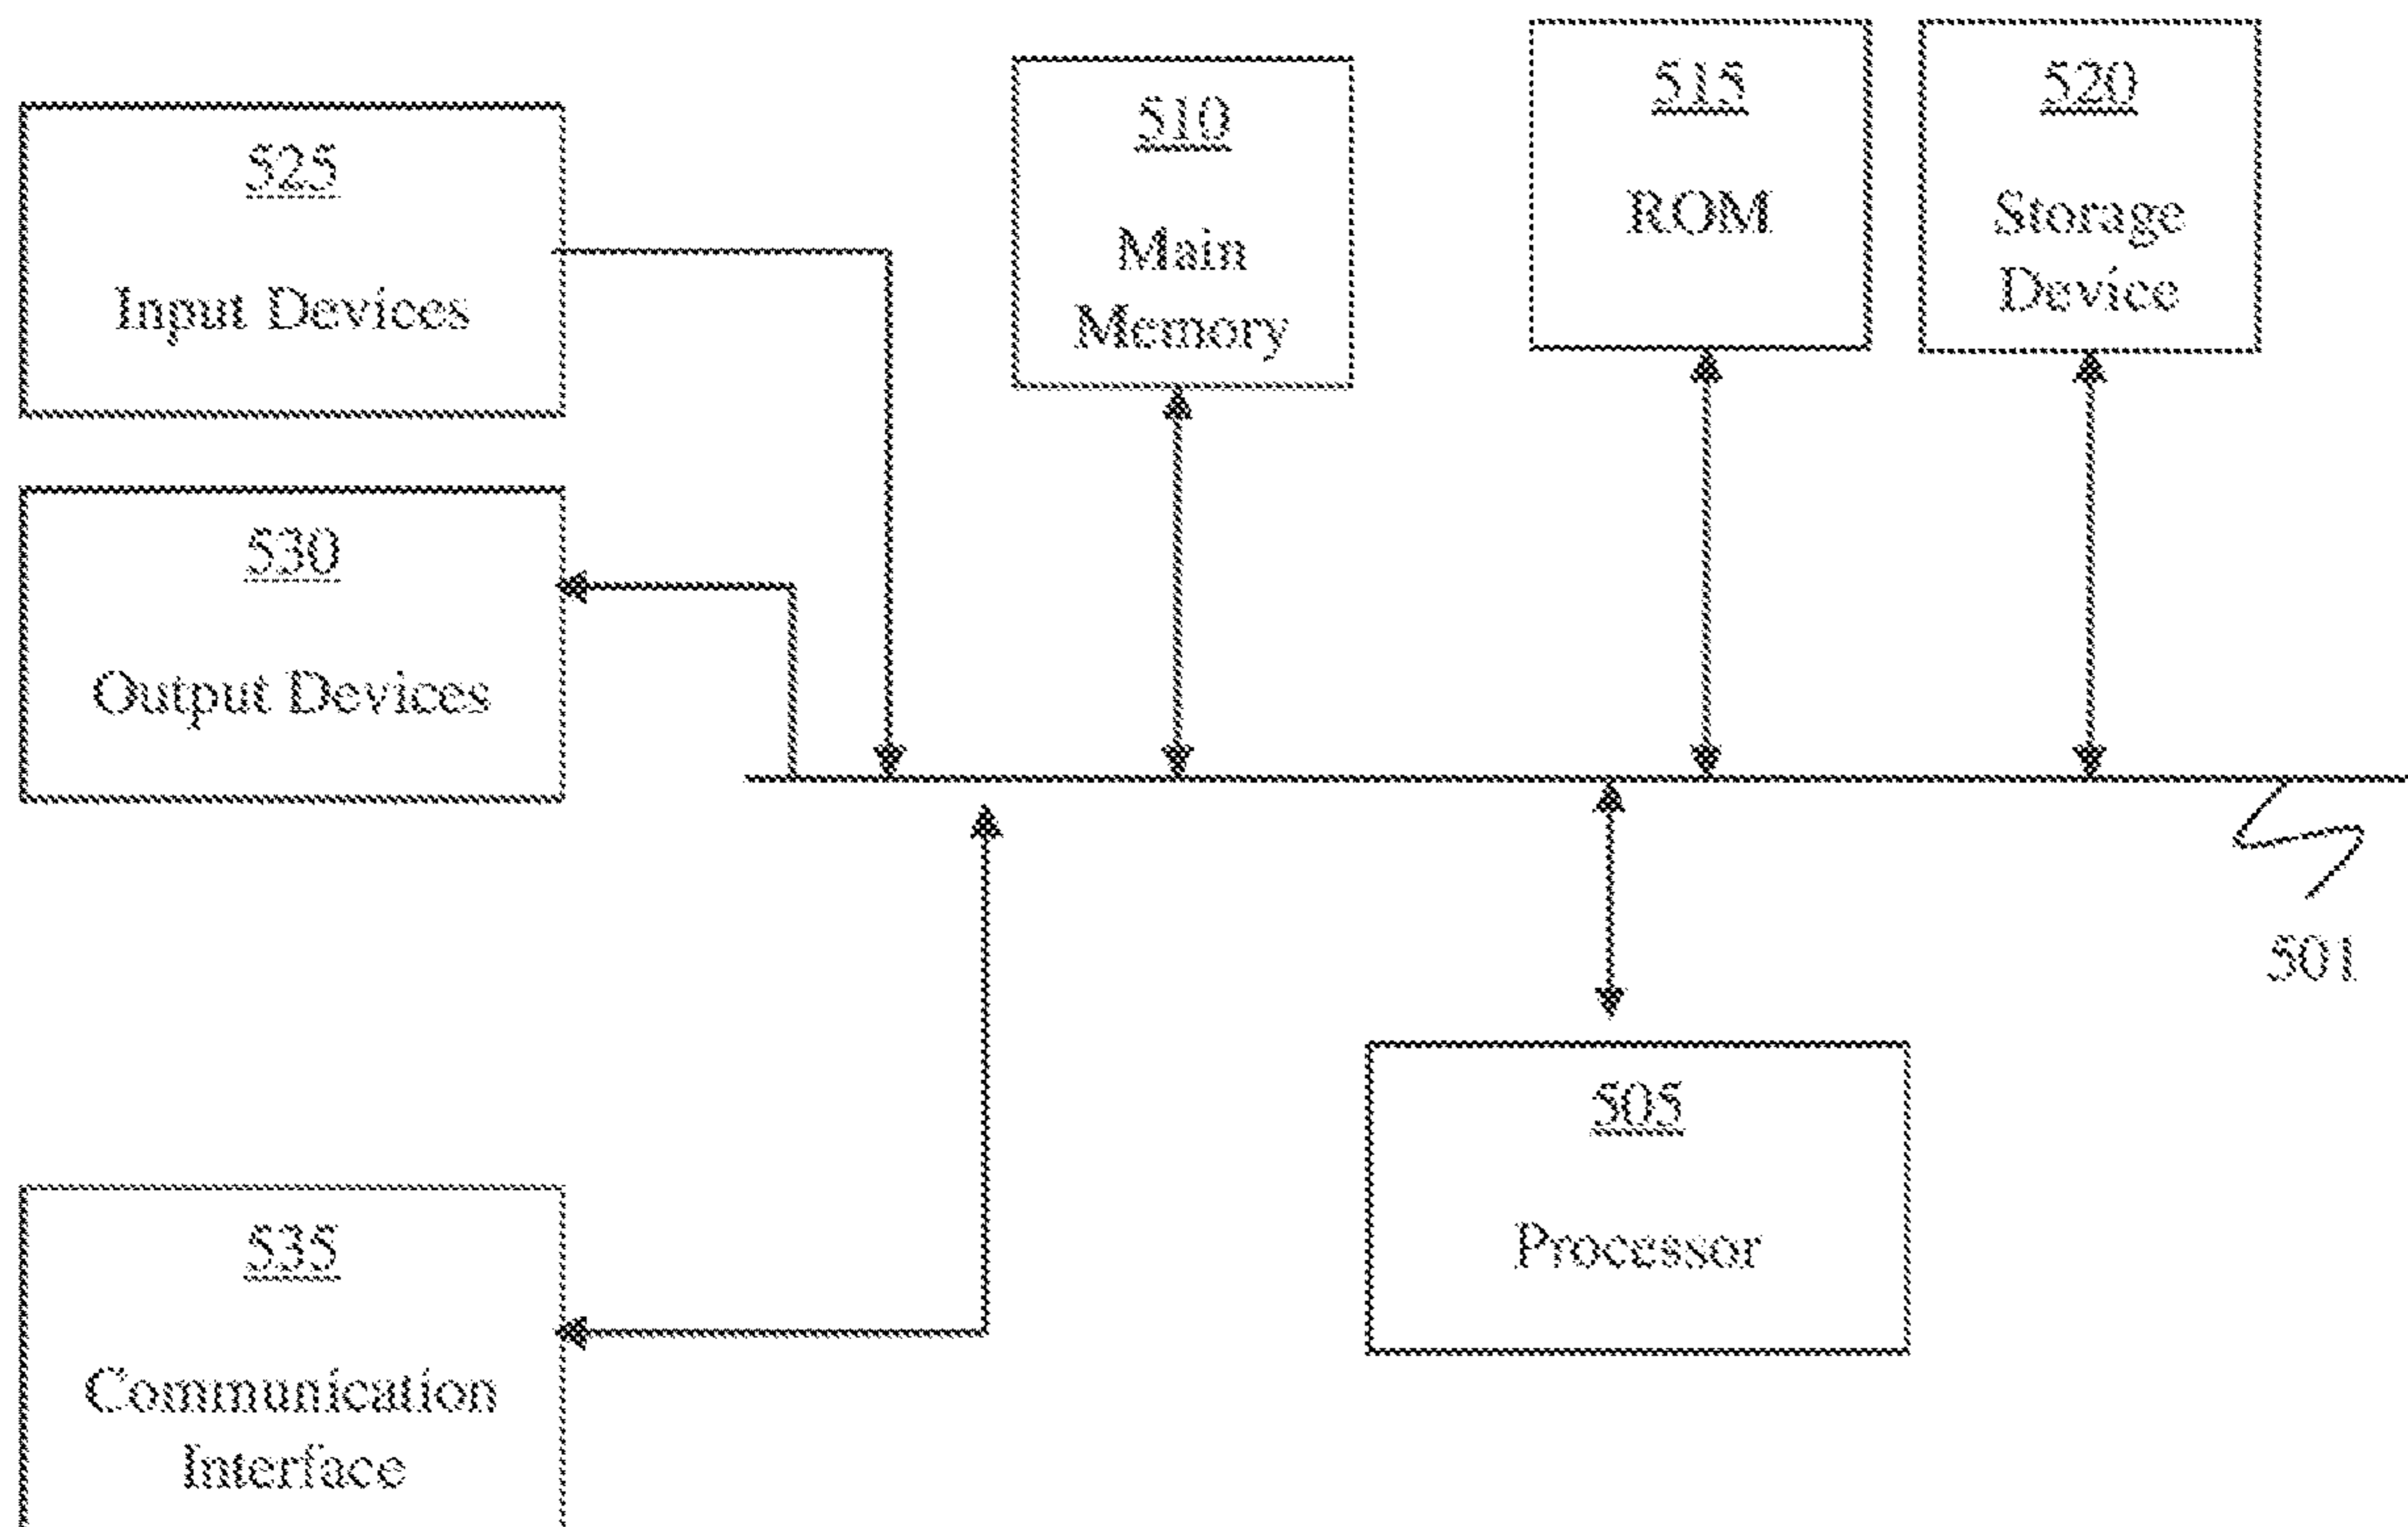 525
Input Devices
510
Main
Memory
515
ROM
520
Storage
Device
530
Output Devices
501
505
Processor
535
Communication
Interface